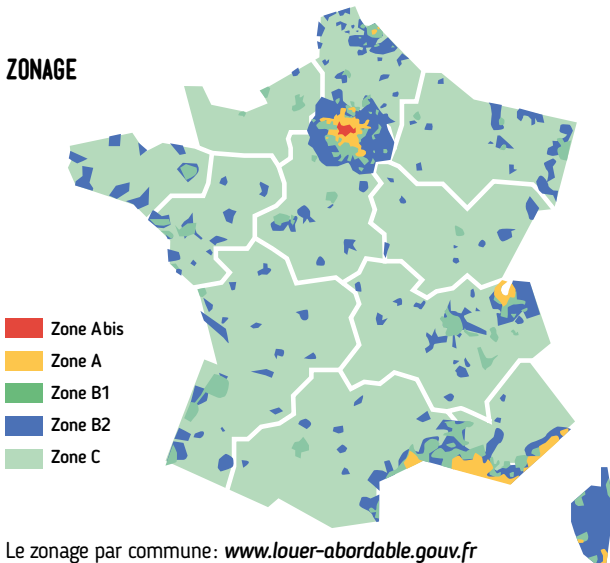 ZONAGE
Zone Abis
Zone A
Zone B1
Zone B2
Zone C
Le zonage par commune: www.louer-abordable.gouv.fr